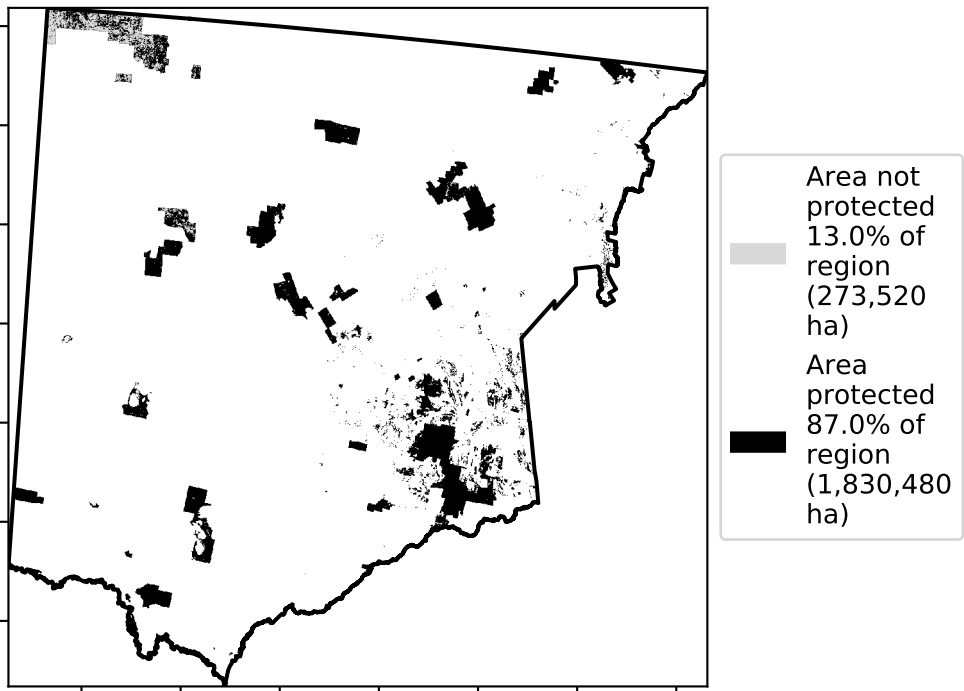 Area not
protected
13.0% of
region
(273,520
ha)
Area
protected
87.0% of
region
(1,830,480
ha)